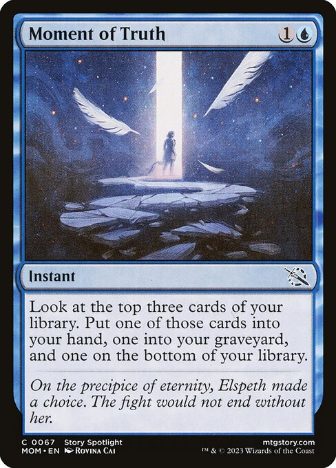 Moment of Truth 1
Instant
Look at the top three cards of your
library. Put one of those cards into
your hand, one into your graveyard,
and one on the bottom of your library.
On the precipice of eternity, Elspeth made
a choice. The fight would not end without
her.
C 0067 Story Spotlight mtgstory.com
MOM • EN Rovina Cai ™ & © 2023 Wizards of the Coast